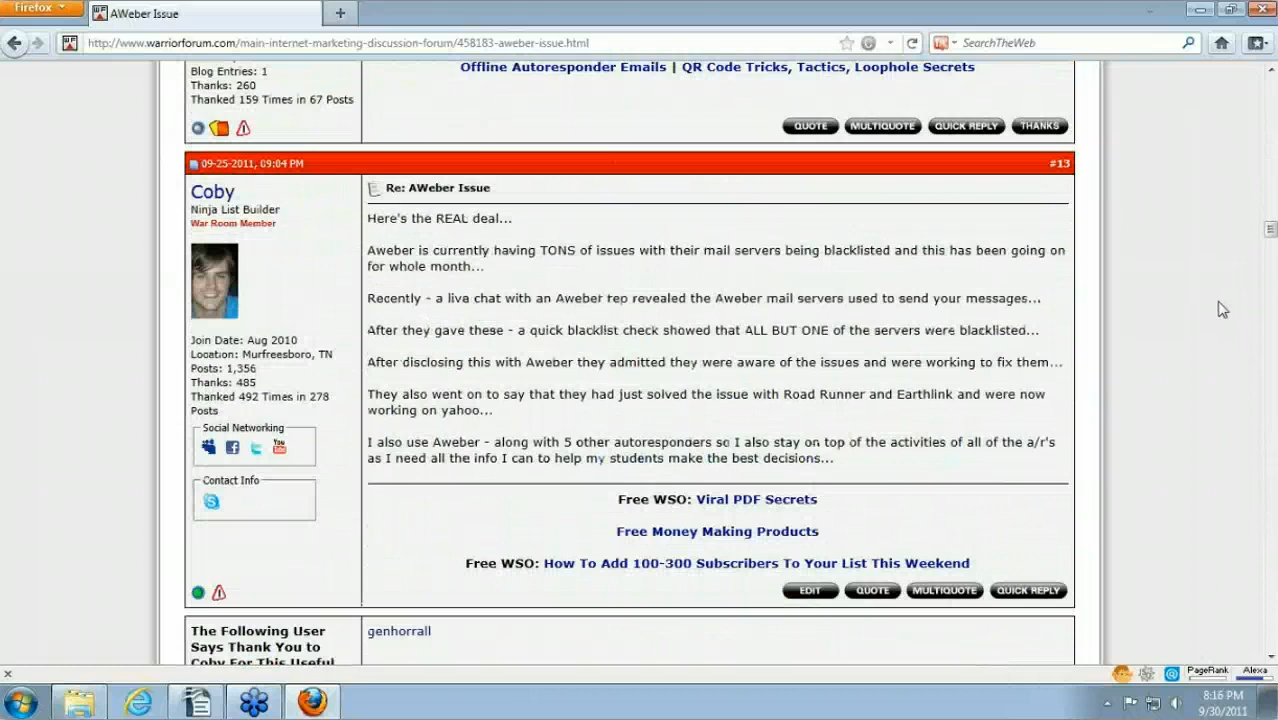 Firefox
AWeber Issue
http://www.warriorforum.com/main-internet-marketing-discussion-forum/458183-aweber-issue.html
SearchTheWeb
Blog Entries: 1
Thanks: 260
Thanked 159 Times in 67 Posts
Offline Autoresponder Emails | QR Code Tricks, Tactics, Loophole Secrets
QUOTE MULTIQUOTE QUICK REPLY THANKS
09-25-2011, 09:04 PM
#13
Coby
Ninja List Builder
War Room Member
Join Date: Aug 2010
Location: Murfreesboro, TN
Posts: 1,356
Thanks: 485
Thanked 492 Times in 278
Posts
Social Networking
You
Contact Info
Re: AWeber Issue
Here's the REAL deal...
Aweber is currently having TONS of issues with their mail servers being blacklisted and this has been going on
for whole month...
Recently - a live chat with an Aweber rep revealed the Aweber mail servers used to send your messages...
After they gave these - a quick blacklist check showed that ALL BUT ONE of the servers were blacklisted...
After disclosing this with Aweber they admitted they were aware of the issues and were working to fix them...
They also went on to say that they had just solved the issue with Road Runner and Earthlink and were now
working on yahoo...
I also use Aweber - along with 5 other autoresponders so I also stay on top of the activities of all of the a/r's
as I need all the info I can to help my students make the best decisions...
Free WSO: Viral PDF Secrets
Free Money Making Products
Free WSO: How To Add 100-300 Subscribers To Your List This Weekend
EDIT QUOTE MULTIQUOTE QUICK REPLY
The Following User
Says Thank You to
Coby For This Useful
genhorrall
PageRank
Alexa
8:16 PM
9/30/2011